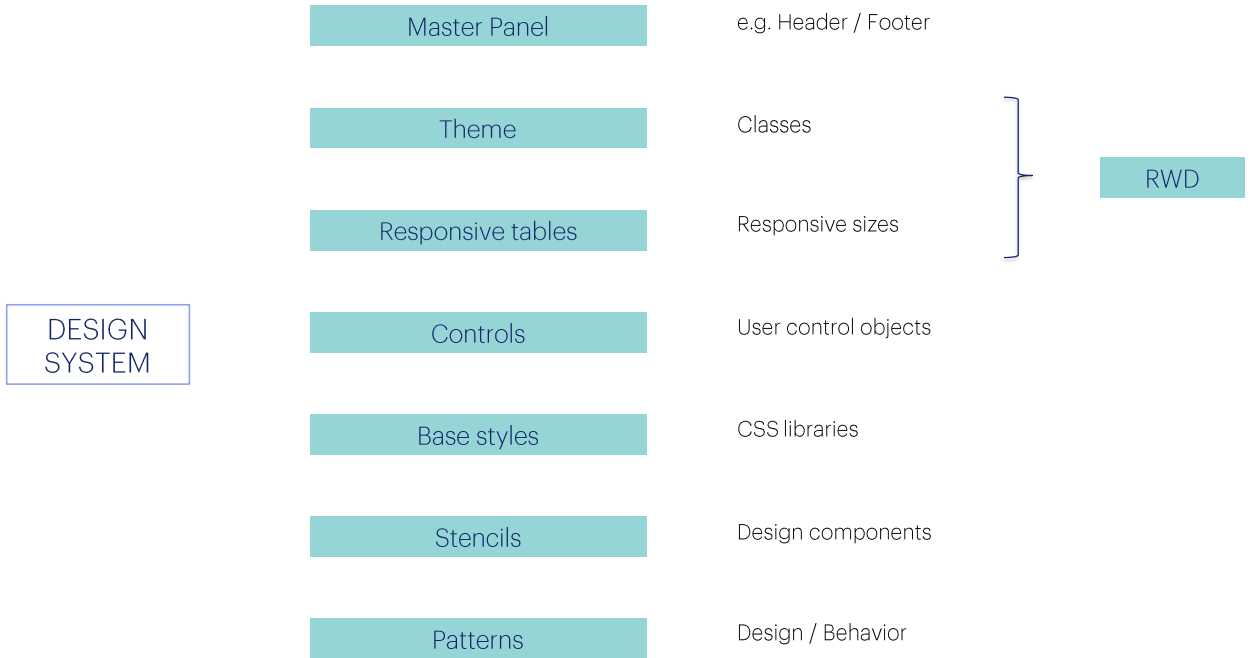 Master Panel
e.g. Header / Footer
Theme
Classes
RWD
Responsive tables
Responsive sizes
DESIGN
SYSTEM
Controls
User control objects
Base styles
CSS libraries
Stencils
Design components
Patterns
Design / Behavior